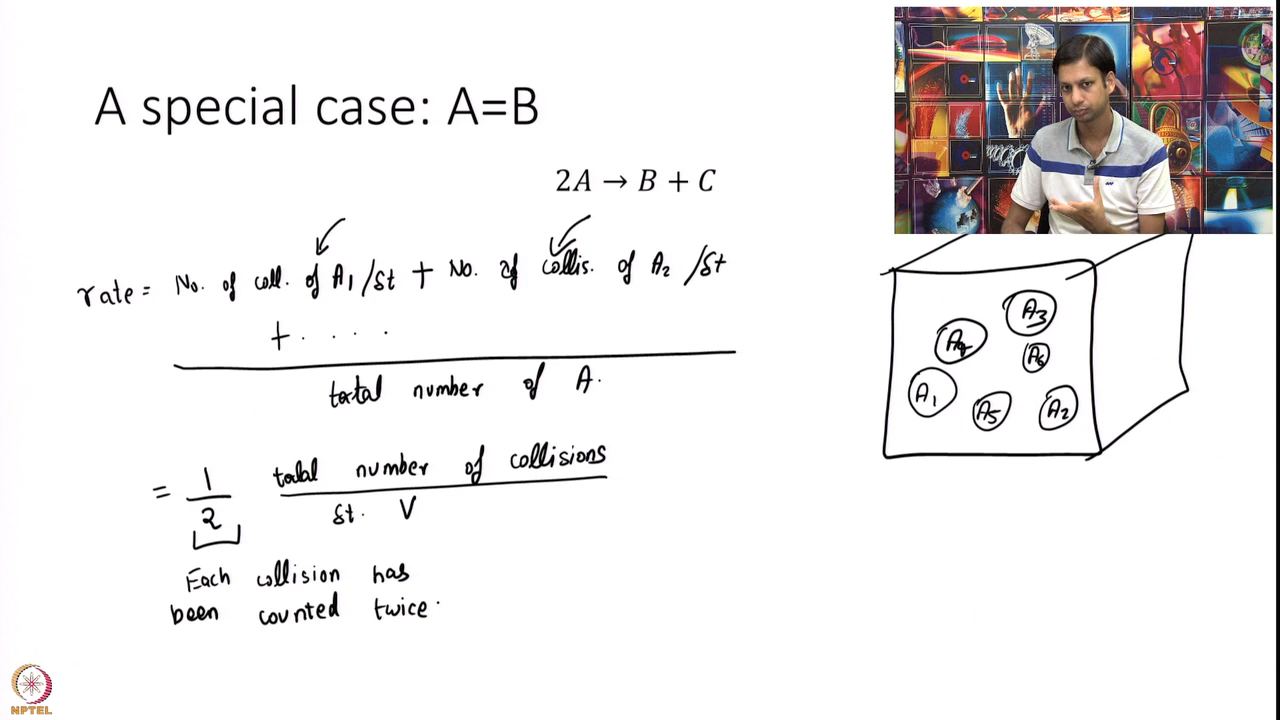 A special case: A=B
2A → B + C
rate = No. of coll. of A₁/δt + No. of collis. of A₂ /δt
+ . . . .
total number of A.
= 1/2 total number of collisions / δt. V
Each collision has
been counted twice.
A₃
A₄
A₆
A₁
A₅
A₂
NPTEL